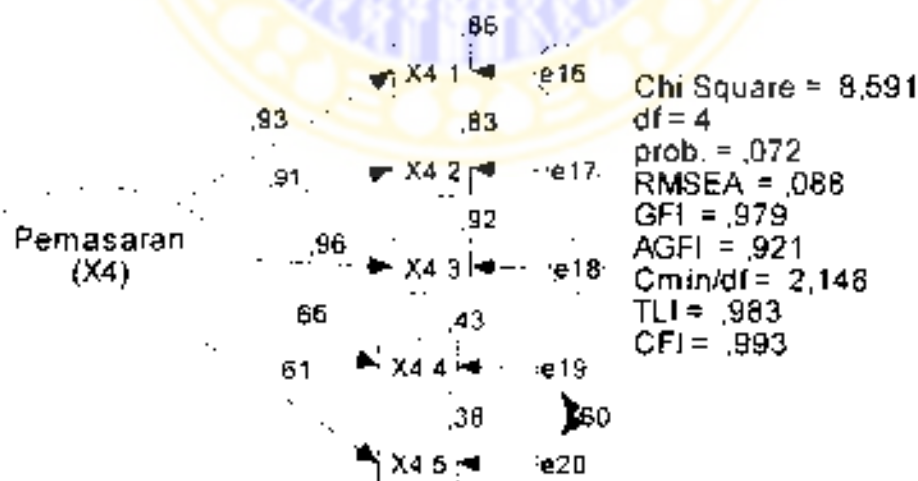 ,86
X4 1 e16
,93
,83
,91
X4 2 e17
,92
Pemasaran
(X4)
,96
X4 3 e18
66
,43
61
X4 4 e19
,38
,60
X4 5 e20
Chi Square = 8,591
df = 4
prob. = ,072
RMSEA = ,086
GFI = ,979
AGFI = ,921
Cmin/df = 2,148
TLI = ,983
CFI = ,993